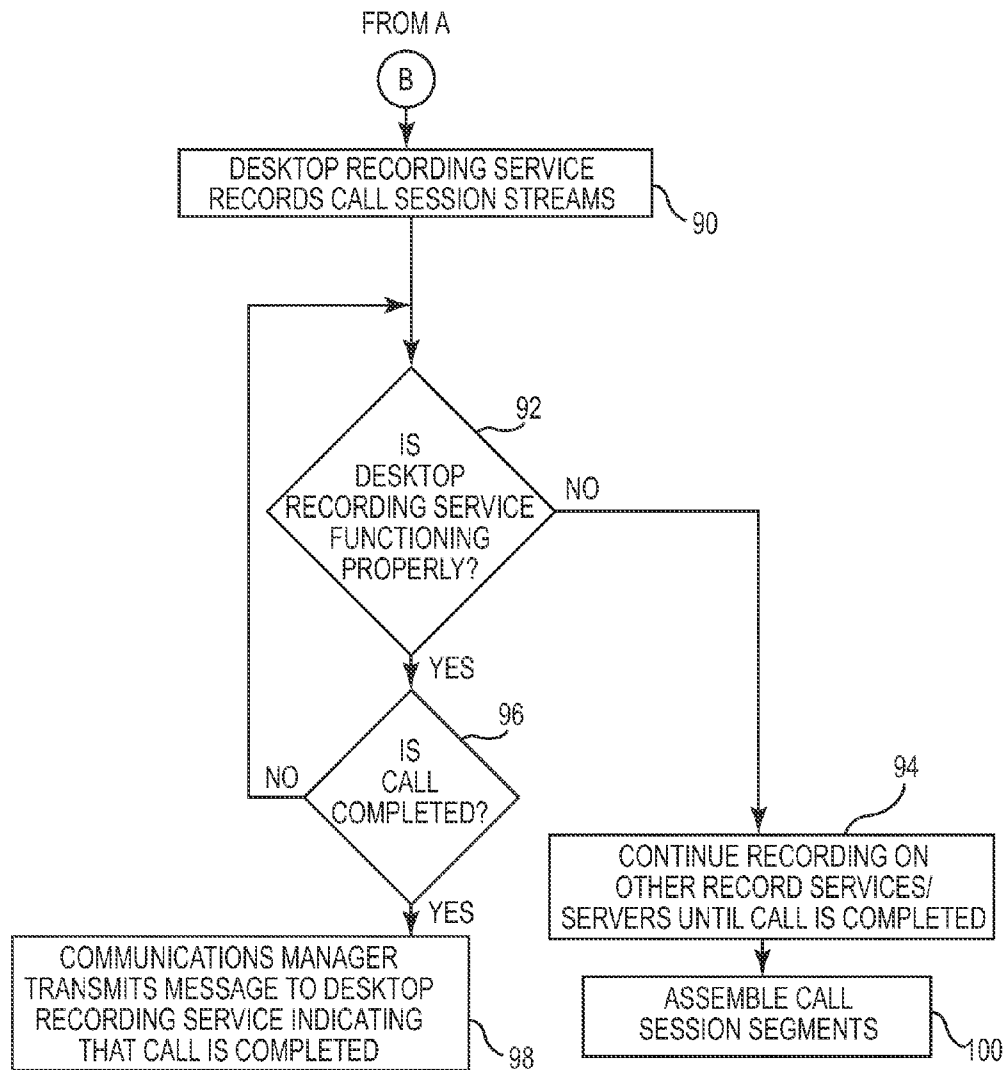 FROM A
B
DESKTOP RECORDING SERVICE
RECORDS CALL SESSION STREAMS
90
92
IS
DESKTOP
RECORDING SERVICE
FUNCTIONING
PROPERLY?
NO
YES
96
IS
CALL
COMPLETED?
NO
YES
94
CONTINUE RECORDING ON
OTHER RECORD SERVICES/
SERVERS UNTIL CALL IS COMPLETED
COMMUNICATIONS MANAGER
TRANSMITS MESSAGE TO DESKTOP
RECORDING SERVICE INDICATING
THAT CALL IS COMPLETED
98
ASSEMBLE CALL
SESSION SEGMENTS
100